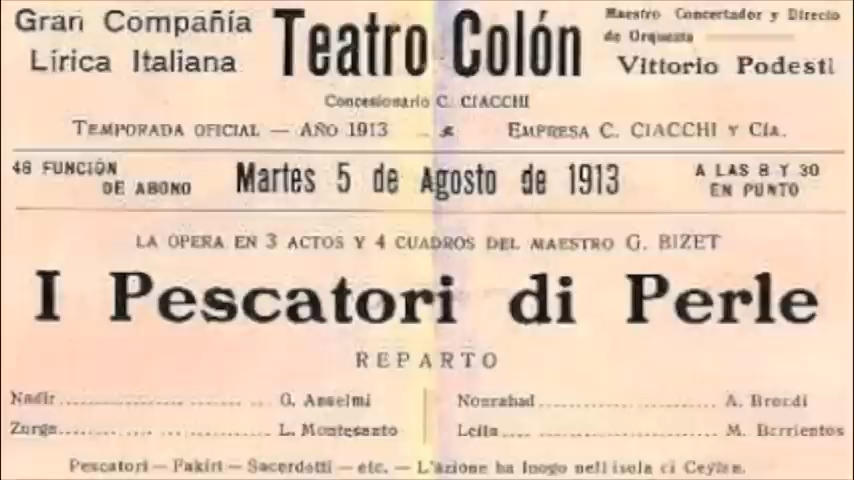 Gran Compañía
Lírica Italiana
Teatro Colón
Maestro Concertador y Directo
de Orquesta
Vittorio Podesti
Concesionario C. CIACCHI
TEMPORADA OFICIAL — AÑO 1913
EMPRESA C. CIACCHI Y CÍA.
46 FUNCIÓN
DE ABONO
Martes 5 de Agosto de 1913
A LAS 8 Y 30
EN PUNTO
LA OPERA EN 3 ACTOS Y 4 CUADROS DEL MAESTRO G. BIZET
I Pescatori di Perle
REPARTO
Nadir ........................ G. Anselmi
Zurga ........................ L. Montesanto
Nourabad ........................ A. Brondi
Leila ........................ M. Barrientos
Pescatori — Fakiri — Sacerdotti — etc. — L'azione ha luogo nell isola di Ceylan.